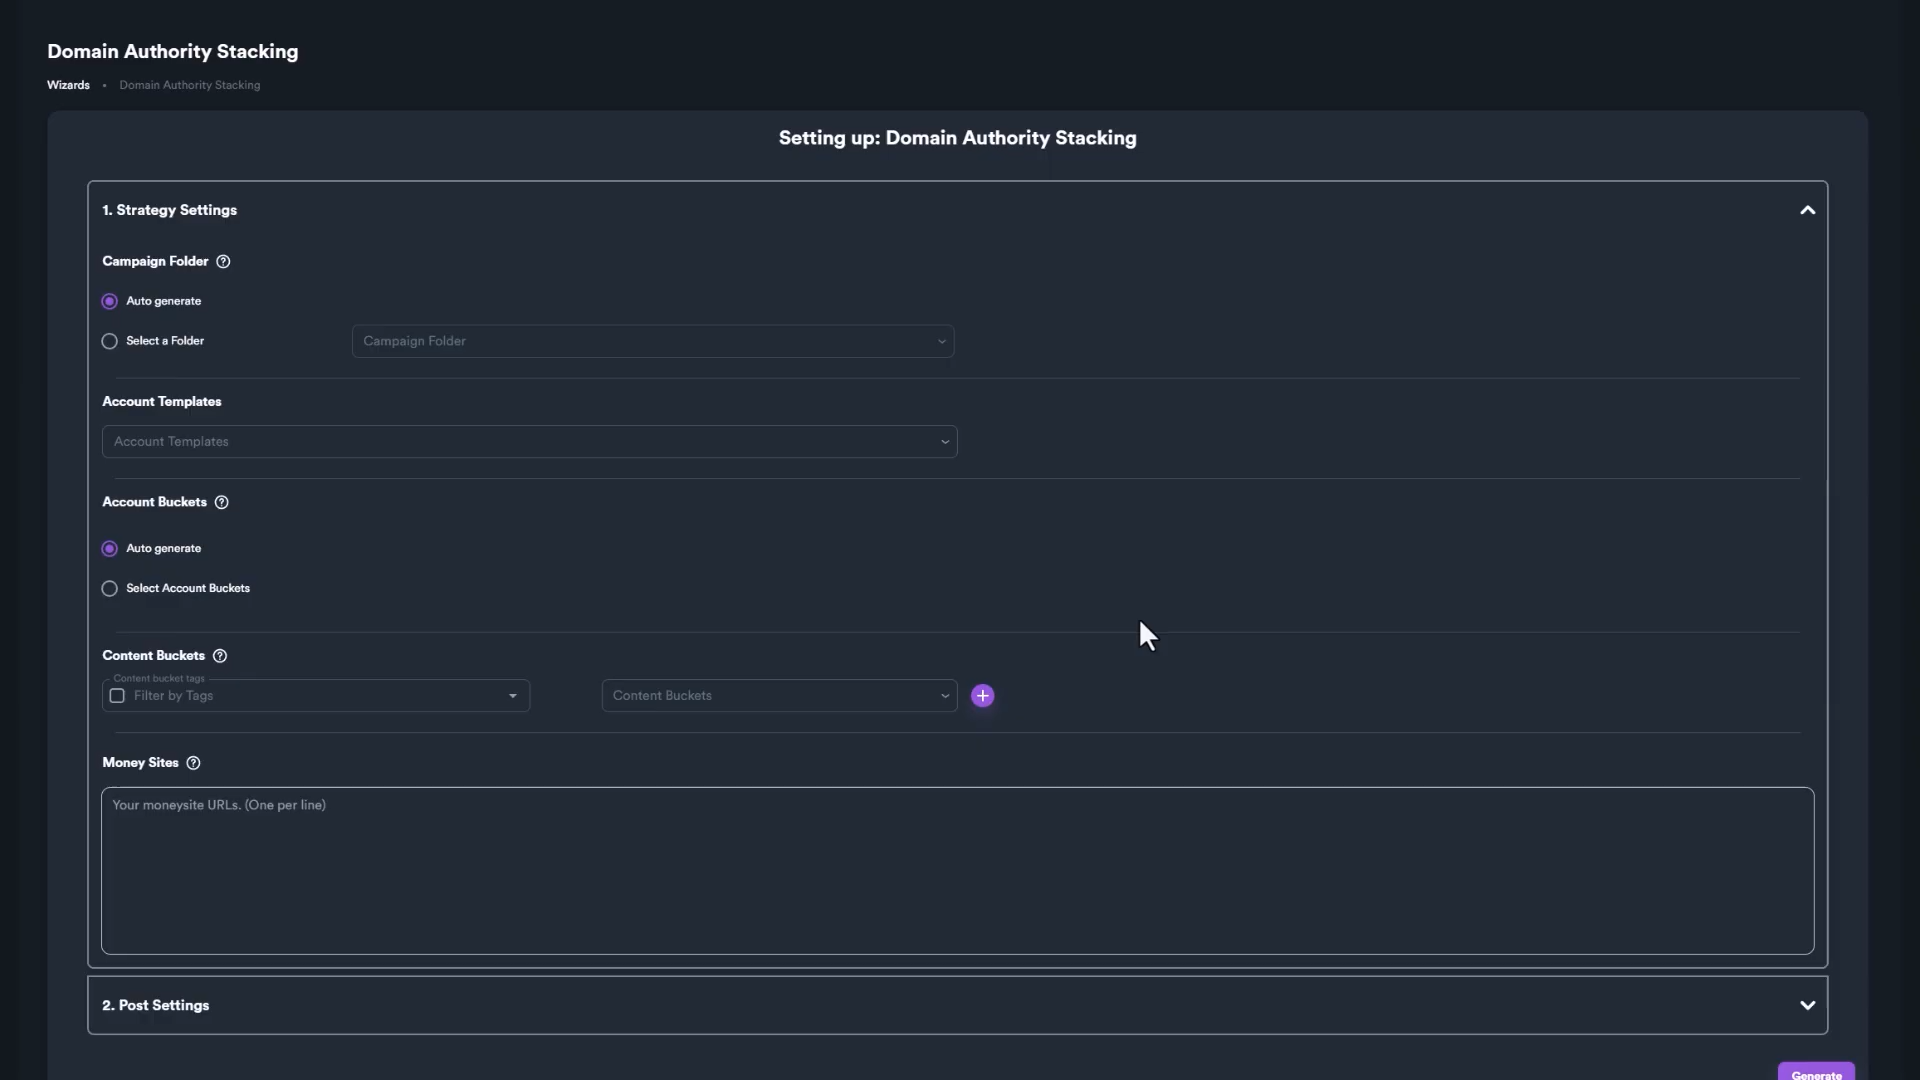 Domain Authority Stacking
Wizards • Domain Authority Stacking
Setting up: Domain Authority Stacking
1. Strategy Settings
Campaign Folder
Auto generate
Select a Folder
Campaign Folder
Account Templates
Account Templates
Account Buckets
Auto generate
Select Account Buckets
Content Buckets
Content bucket tags
Filter by Tags
Content Buckets
Money Sites
Your moneysite URLs. (One per line)
2. Post Settings
Generate